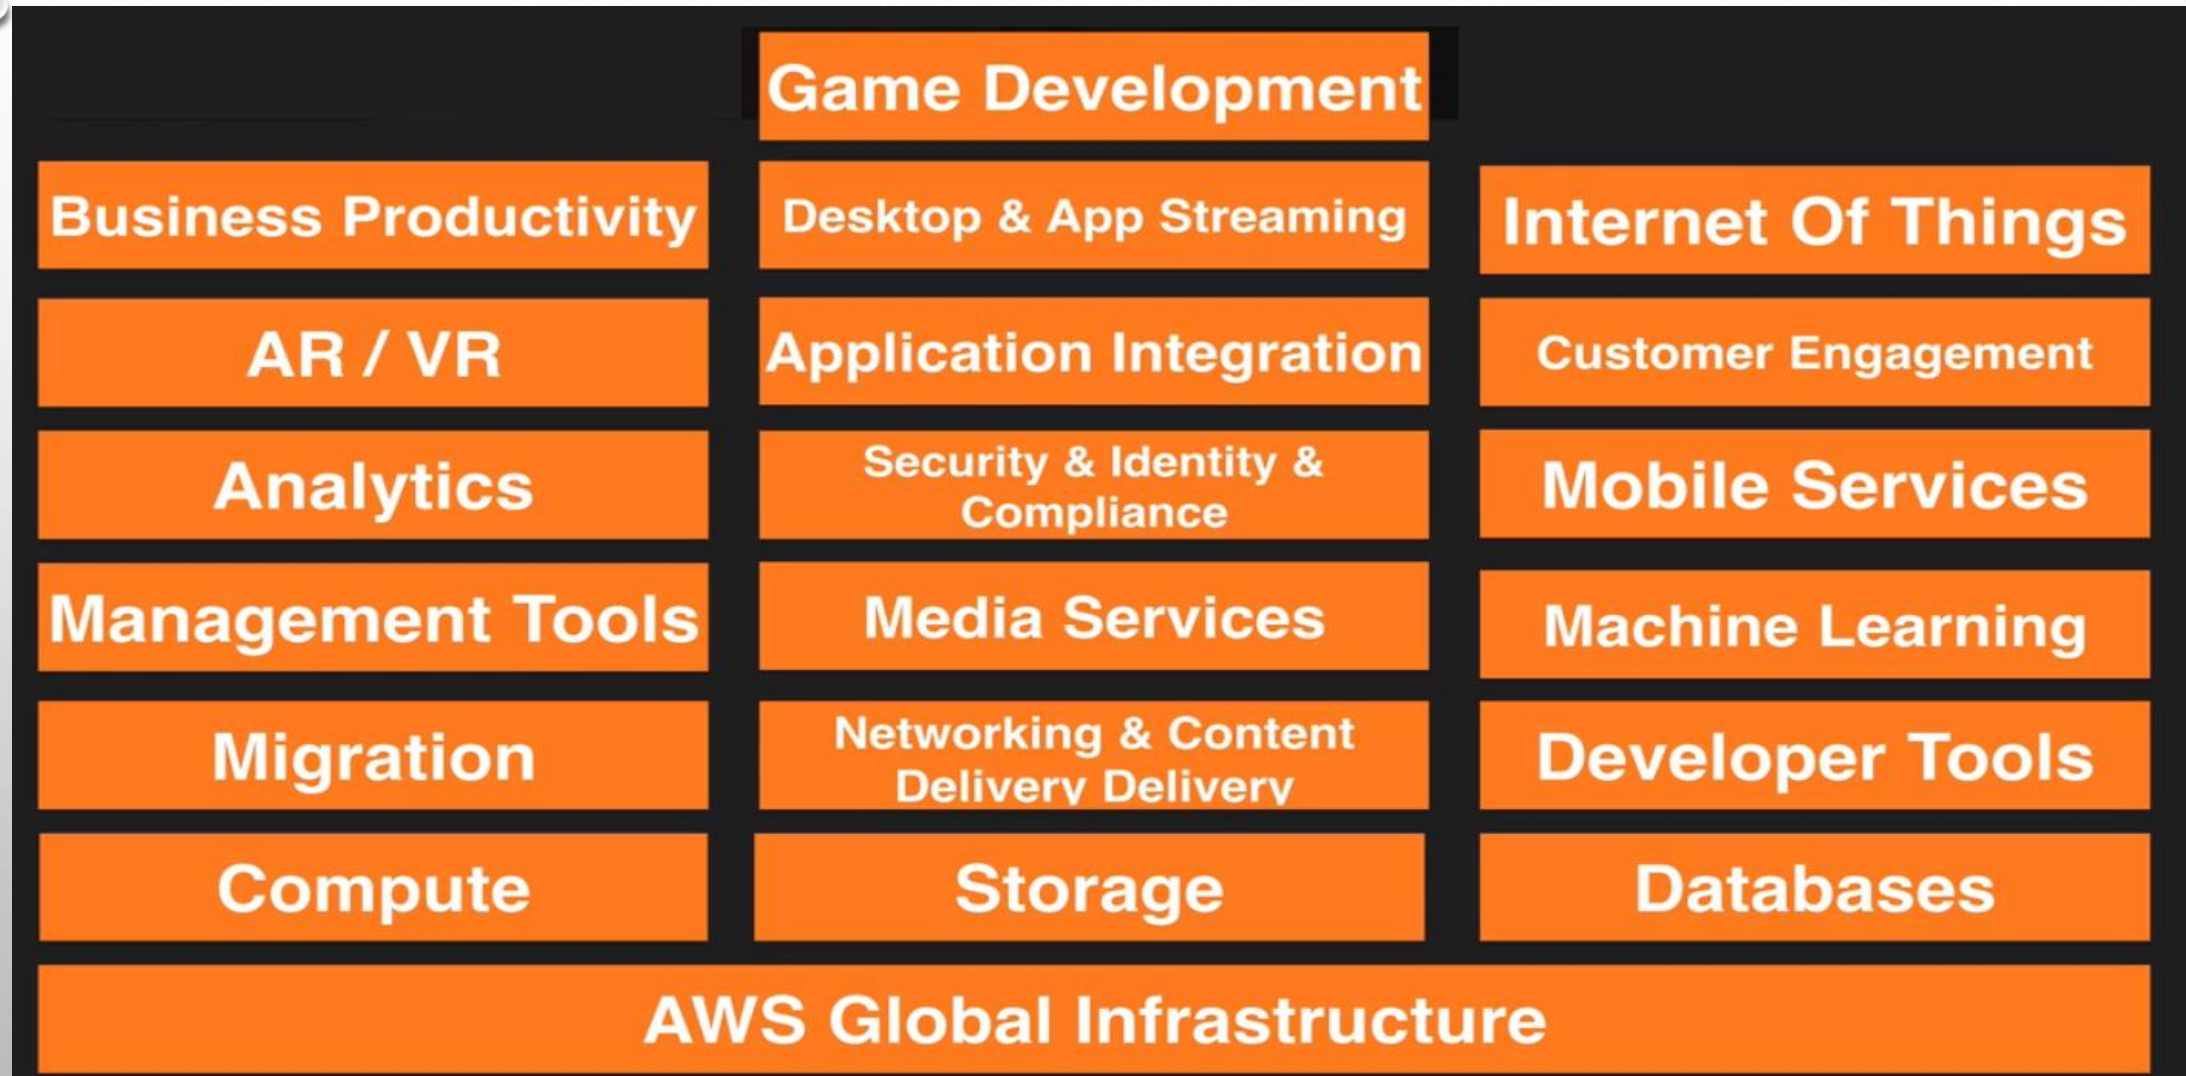 Game Development
Business Productivity
Desktop & App Streaming
Internet Of Things
AR / VR
Application Integration
Customer Engagement
Analytics
Security & Identity &
Compliance
Mobile Services
Management Tools
Media Services
Machine Learning
Migration
Networking & Content
Delivery Delivery
Developer Tools
Compute
Storage
Databases
AWS Global Infrastructure